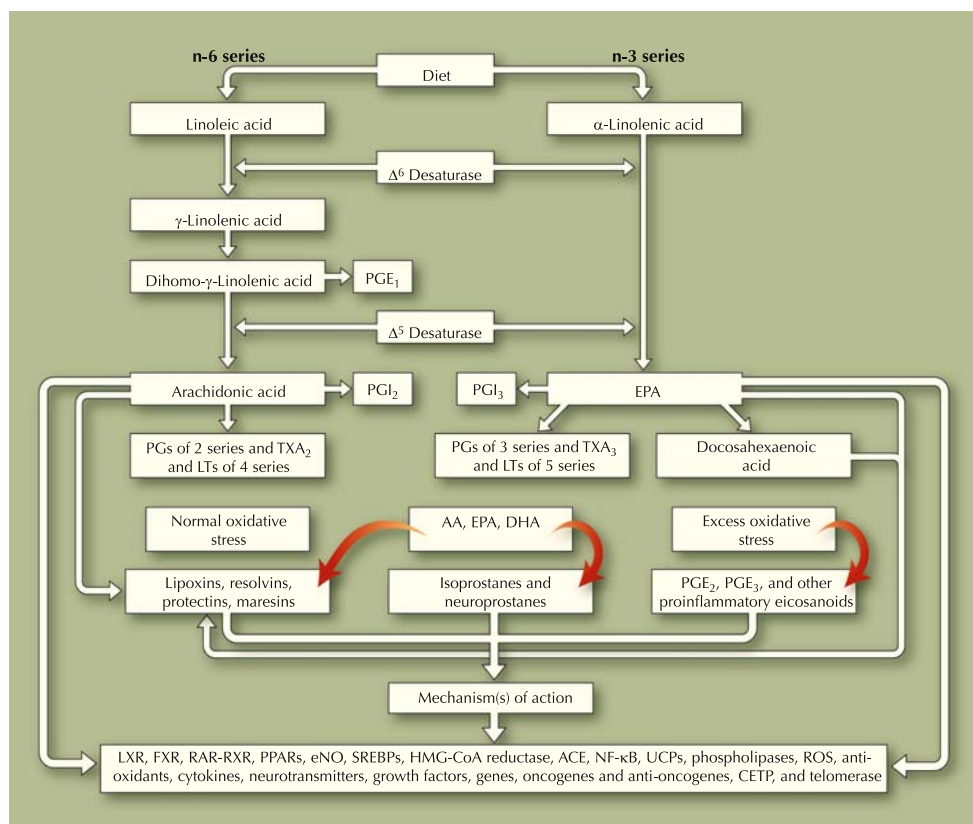 n-6 series
n-3 series
Diet
Linoleic acid
α-Linolenic acid
Δ⁶ Desaturase
γ-Linolenic acid
Dihomo-γ-Linolenic acid
PGE₁
Δ⁵ Desaturase
Arachidonic acid
PGI₂
PGI₃
EPA
PGs of 2 series and TXA₂
and LTs of 4 series
PGs of 3 series and TXA₃
and LTs of 5 series
Docosahexaenoic
acid
Normal oxidative
stress
AA, EPA, DHA
Excess oxidative
stress
Lipoxins, resolvins,
protectins, maresins
Isoprostanes and
neuroprostanes
PGE₂, PGE₃, and other
proinflammatory eicosanoids
Mechanism(s) of action
LXR, FXR, RAR-RXR, PPARs, eNO, SREBPs, HMG-CoA reductase, ACE, NF-κB, UCPs, phospholipases, ROS, anti-
oxidants, cytokines, neurotransmitters, growth factors, genes, oncogenes and anti-oncogenes, CETP, and telomerase